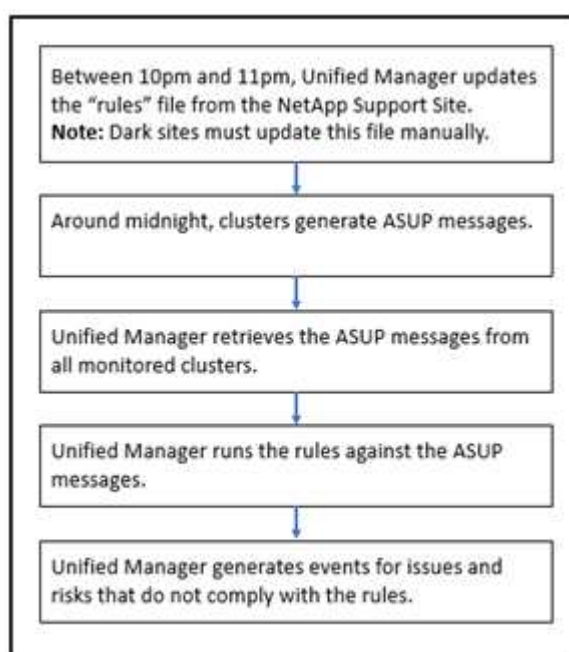 Between 10pm and 11pm, Unified Manager updates
the “rules” file from the NetApp Support Site.
Note: Dark sites must update this file manually.
Around midnight, clusters generate ASUP messages.
Unified Manager retrieves the ASUP messages from
all monitored clusters.
Unified Manager runs the rules against the ASUP
messages.
Unified Manager generates events for issues and
risks that do not comply with the rules.